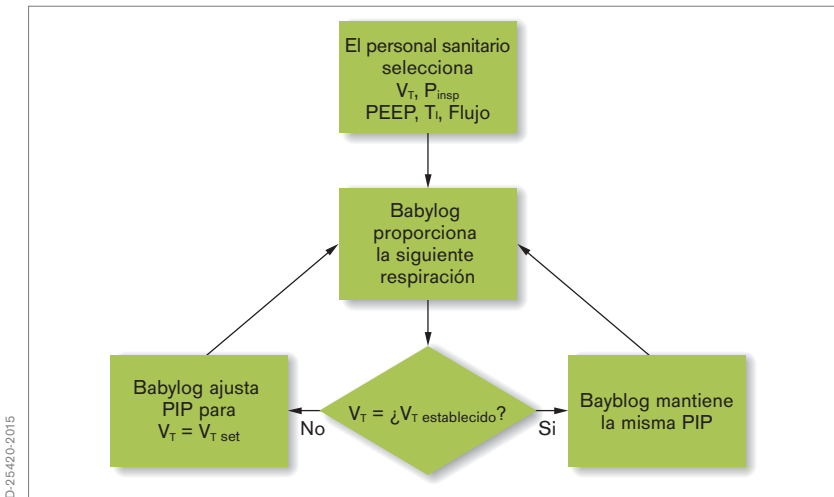 El personal sanitario
selecciona
VT, Pinsp
PEEP, TI, Flujo
Babylog
proporciona
la siguiente
respiración
Babylog ajusta
PIP para
VT = VT set
No
VT = ¿VT establecido?
Si
Bayblog mantiene
la misma PIP
D-25420-2015